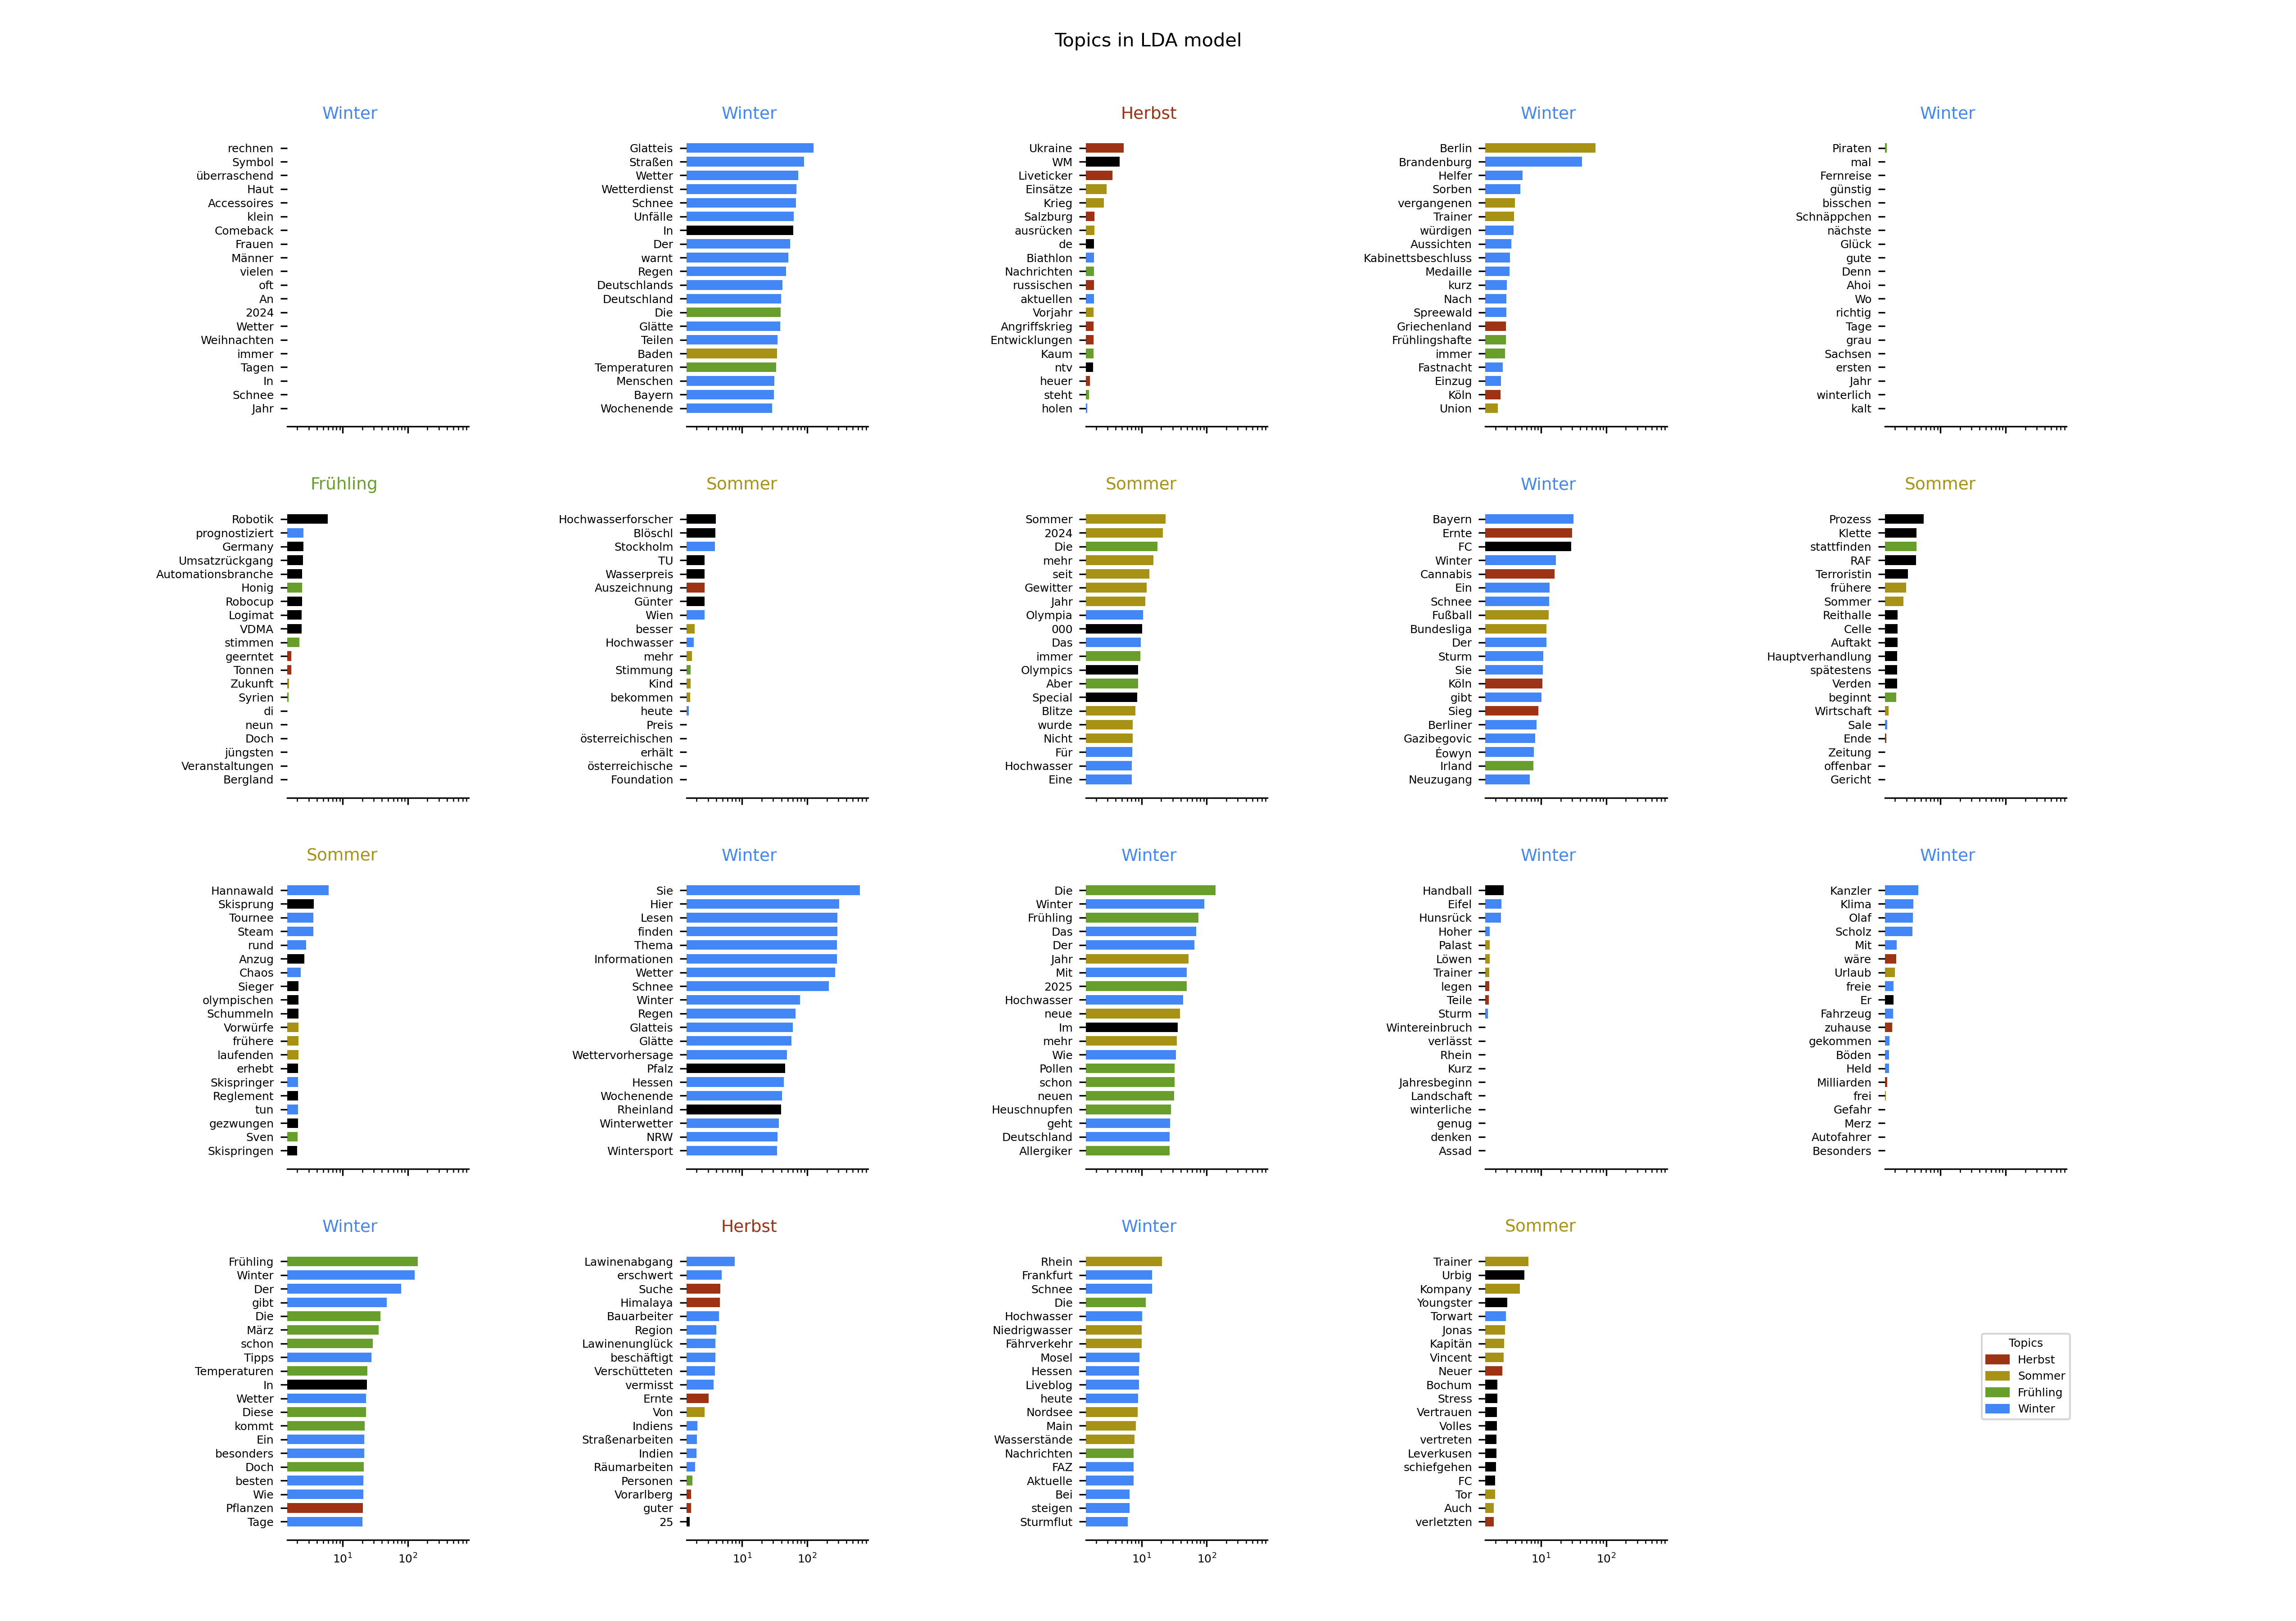 Topics in LDA model
Winter
rechnen
Symbol
überraschend
Haut
Accessoires
klein
Comeback
Frauen
Männer
vielen
oft
An
2024
Wetter
Weihnachten
immer
Tagen
In
Schnee
Jahr
Winter
Glatteis
Straßen
Wetter
Wetterdienst
Schnee
Unfälle
In
Der
warnt
Regen
Deutschlands
Deutschland
Die
Glätte
Teilen
Baden
Temperaturen
Menschen
Bayern
Wochenende
Herbst
Ukraine
WM
Liveticker
Einsätze
Krieg
Salzburg
ausrücken
de
Biathlon
Nachrichten
russischen
aktuellen
Vorjahr
Angriffskrieg
Entwicklungen
Kaum
ntv
heuer
steht
holen
Winter
Berlin
Brandenburg
Helfer
Sorben
vergangenen
Trainer
würdigen
Aussichten
Kabinettsbeschluss
Medaille
kurz
Nach
Spreewald
Griechenland
Frühlingshafte
immer
Fastnacht
Einzug
Köln
Union
Winter
Piraten
mal
Fernreise
günstig
bisschen
Schnäppchen
nächste
Glück
gute
Denn
Ahoi
Wo
richtig
Tage
grau
Sachsen
ersten
Jahr
winterlich
kalt
Frühling
Robotik
prognostiziert
Germany
Umsatzrückgang
Automationsbranche
Honig
Robocup
Logimat
VDMA
stimmen
geerntet
Tonnen
Zukunft
Syrien
di
neun
Doch
jüngsten
Veranstaltungen
Bergland
Sommer
Hochwasserforscher
Blöschl
Stockholm
TU
Wasserpreis
Auszeichnung
Günter
Wien
besser
Hochwasser
mehr
Stimmung
Kind
bekommen
heute
Preis
österreichischen
erhält
österreichische
Foundation
Sommer
Sommer
2024
Die
mehr
seit
Gewitter
Jahr
Olympia
000
Das
immer
Olympics
Aber
Special
Blitze
wurde
Nicht
Für
Hochwasser
Eine
Winter
Bayern
Ernte
FC
Winter
Cannabis
Ein
Schnee
Fußball
Bundesliga
Der
Sturm
Sie
Köln
gibt
Sieg
Berliner
Gazibegovic
Éowyn
Irland
Neuzugang
Sommer
Prozess
Klette
stattfinden
RAF
Terroristin
frühere
Sommer
Reithalle
Celle
Auftakt
Hauptverhandlung
spätestens
Verden
beginnt
Wirtschaft
Sale
Ende
Zeitung
offenbar
Gericht
Sommer
Hannawald
Skisprung
Tournee
Steam
rund
Anzug
Chaos
Sieger
olympischen
Schummeln
Vorwürfe
frühere
laufenden
erhebt
Skispringer
Reglement
tun
gezwungen
Sven
Skispringen
Winter
Sie
Hier
Lesen
finden
Thema
Informationen
Wetter
Schnee
Winter
Regen
Glatteis
Glätte
Wettervorhersage
Pfalz
Hessen
Wochenende
Rheinland
Winterwetter
NRW
Wintersport
Winter
Die
Winter
Frühling
Das
Der
Jahr
Mit
2025
Hochwasser
neue
Im
mehr
Wie
Pollen
schon
neuen
Heuschnupfen
geht
Deutschland
Allergiker
Winter
Handball
Eifel
Hunsrück
Hoher
Palast
Löwen
Trainer
legen
Teile
Sturm
Wintereinbruch
verlässt
Rhein
Kurz
Jahresbeginn
Landschaft
winterliche
genug
denken
Assad
Winter
Kanzler
Klima
Olaf
Scholz
Mit
wäre
Urlaub
freie
Er
Fahrzeug
zuhause
gekommen
Böden
Held
Milliarden
frei
Gefahr
Merz
Autofahrer
Besonders
Winter
Frühling
Winter
Der
gibt
Die
März
schon
Tipps
Temperaturen
In
Wetter
Diese
kommt
Ein
besonders
Doch
besten
Wie
Pflanzen
Tage
10¹ 10²
Herbst
Lawinenabgang
erschwert
Suche
Himalaya
Bauarbeiter
Region
Lawinenunglück
beschäftigt
Verschütteten
vermisst
Ernte
Von
Indiens
Straßenarbeiten
Indien
Räumarbeiten
Personen
Vorarlberg
guter
25
10¹ 10²
Winter
Rhein
Frankfurt
Schnee
Die
Hochwasser
Niedrigwasser
Fährverkehr
Mosel
Hessen
Liveblog
heute
Nordsee
Main
Wasserstände
Nachrichten
FAZ
Aktuelle
Bei
steigen
Sturmflut
10¹ 10²
Sommer
Trainer
Urbig
Kompany
Youngster
Torwart
Jonas
Kapitän
Vincent
Neuer
Bochum
Stress
Vertrauen
Volles
vertreten
Leverkusen
schiefgehen
FC
Tor
Auch
verletzten
10¹ 10²
Topics
Herbst
Sommer
Frühling
Winter